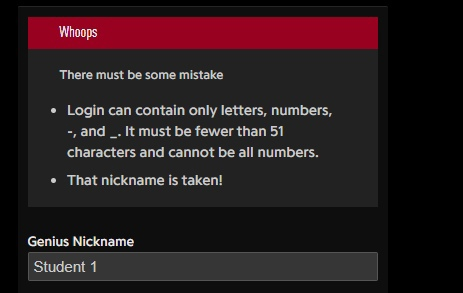 Whoops
There must be some mistake
• Login can contain only letters, numbers,
-, and _. It must be fewer than 51
characters and cannot be all numbers.
• That nickname is taken!
Genius Nickname
Student 1